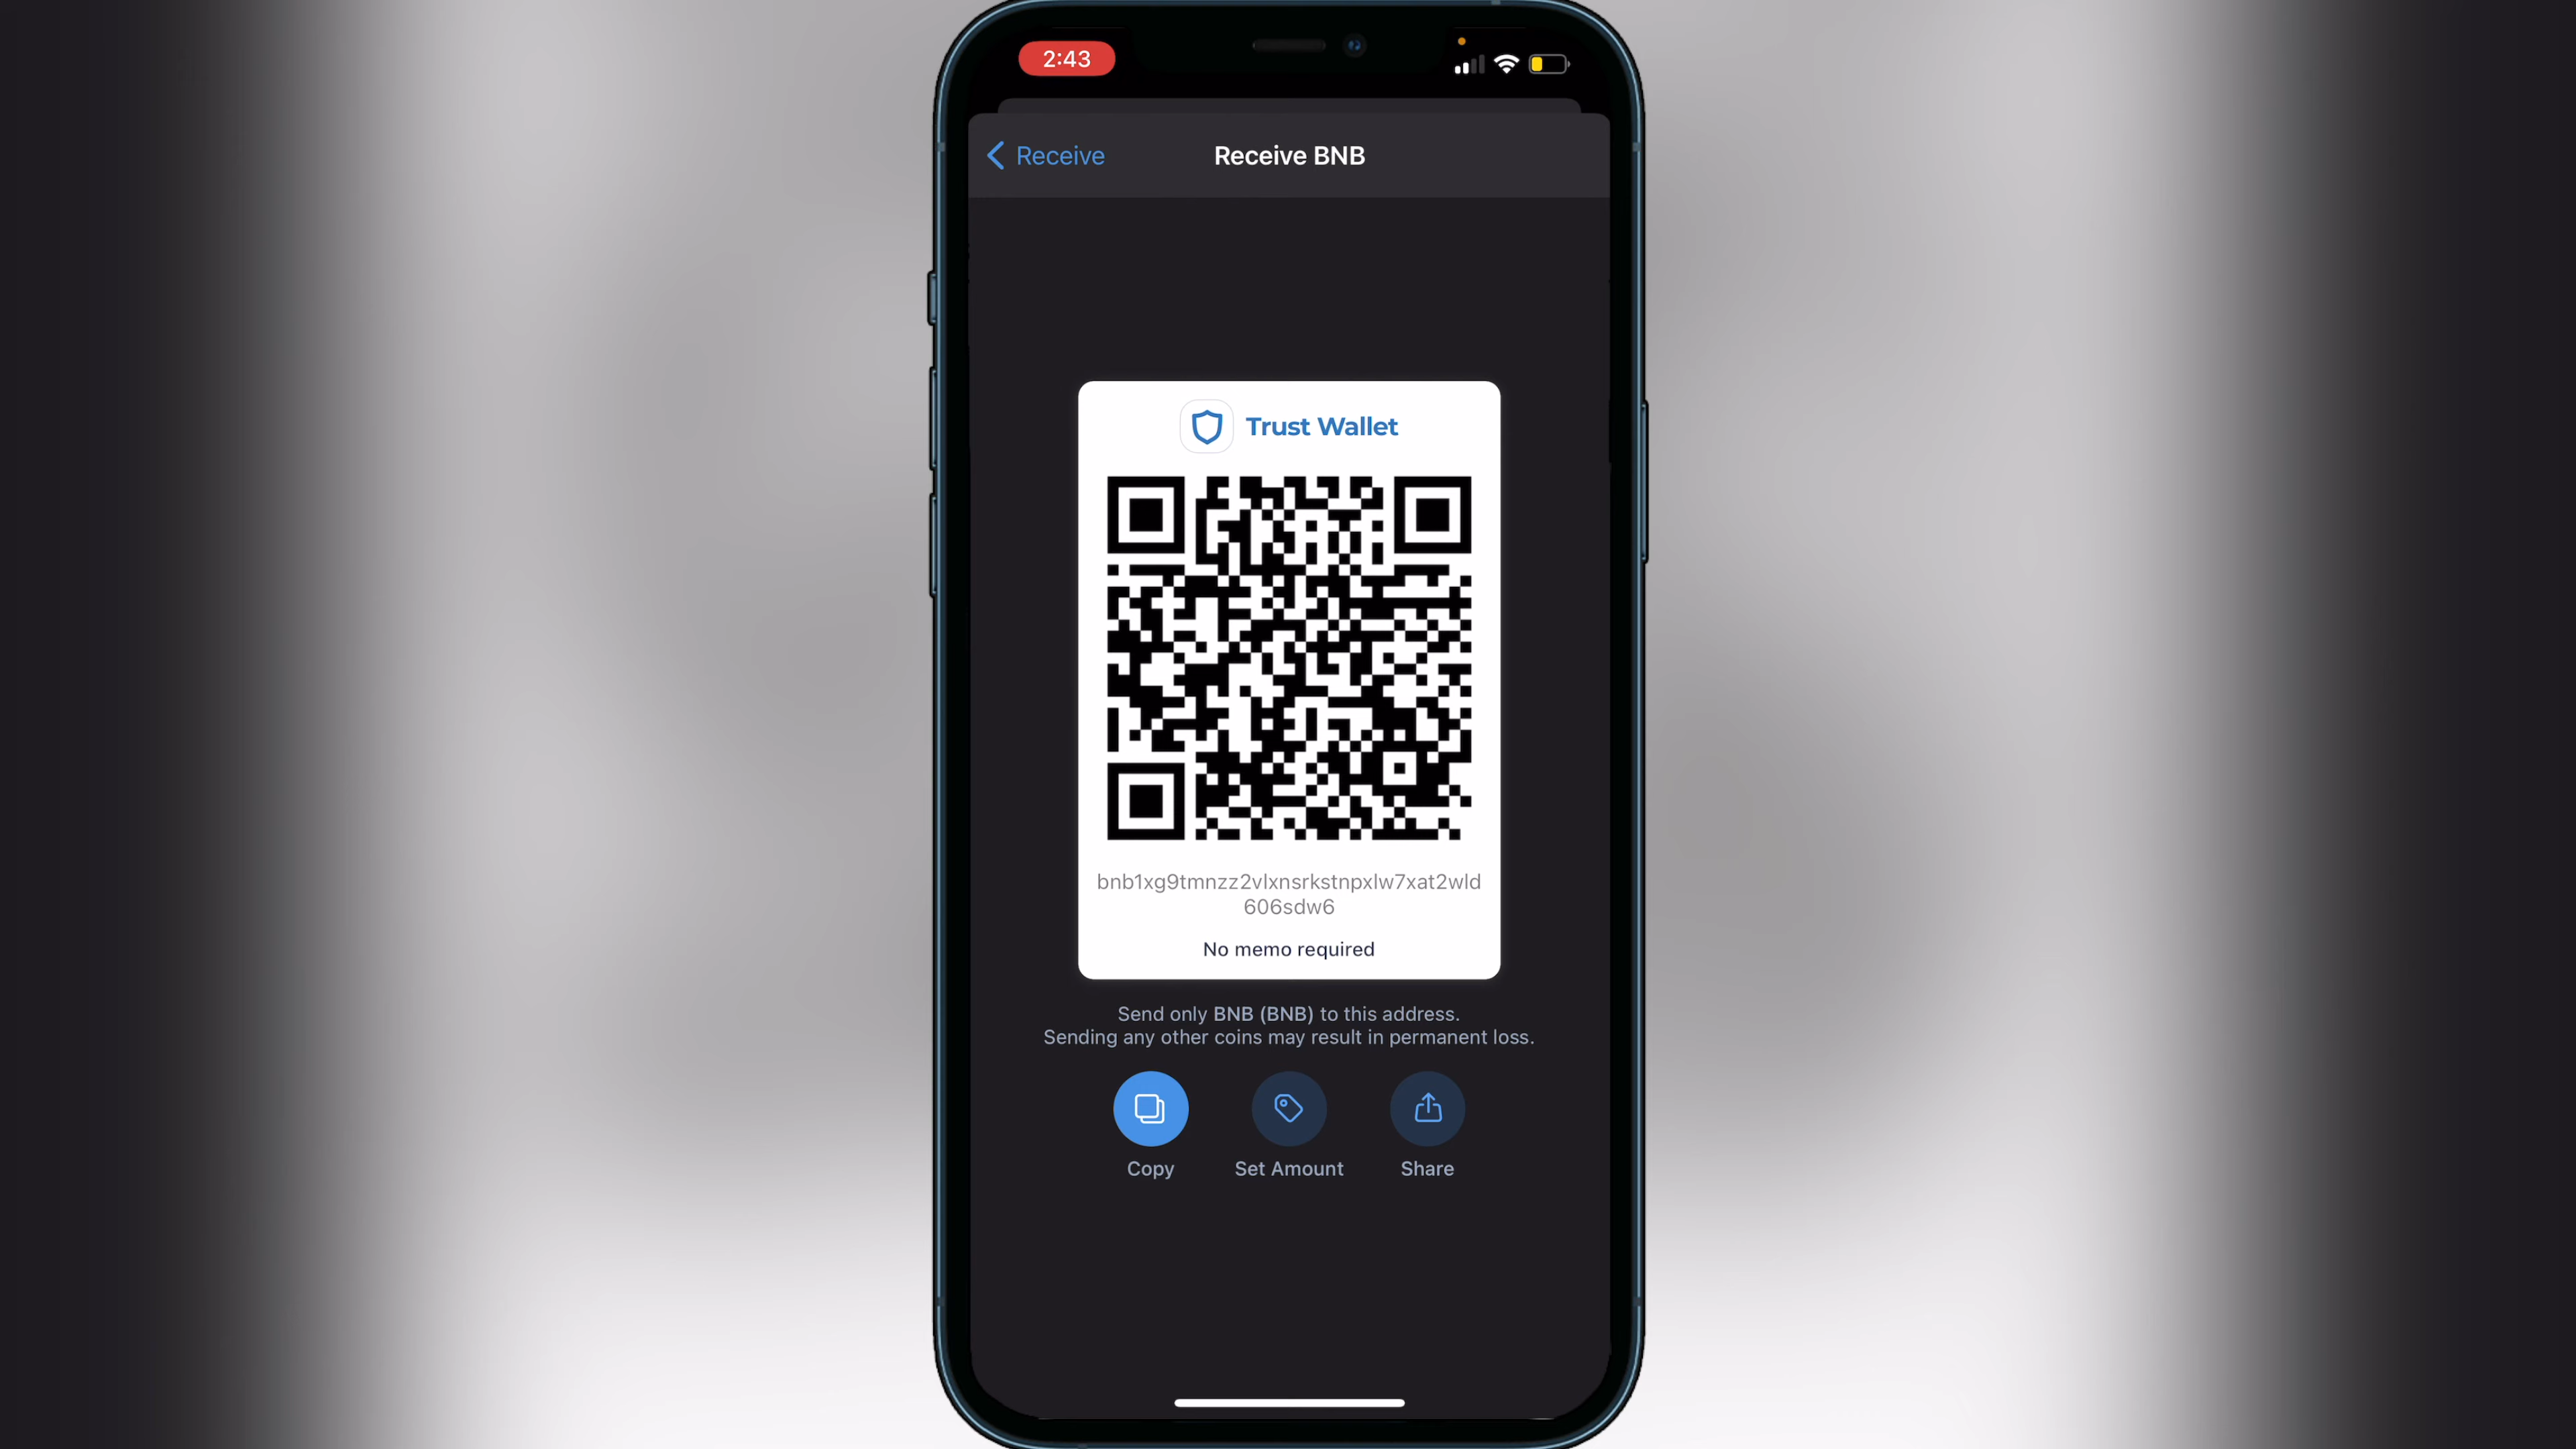 2:43
Receive
Receive BNB
Trust Wallet
bnb1xg9tmnzz2vlxnsrkstnpxlw7xat2wld
606sdw6
No memo required
Send only BNB (BNB) to this address.
Sending any other coins may result in permanent loss.
Copy
Set Amount
Share